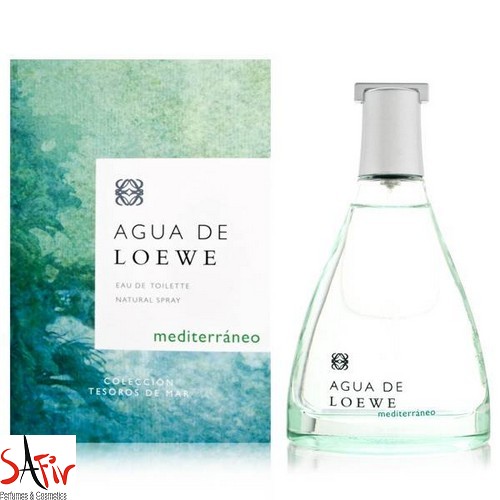 AGUA DE
LOEWE
EAU DE TOILETTE
NATURAL SPRAY
mediterráneo
COLECCIÓN
TESOROS DE MAR
AGUA DE
LOEWE
mediterráneo
SAfir
Perfumes & Cosmetics